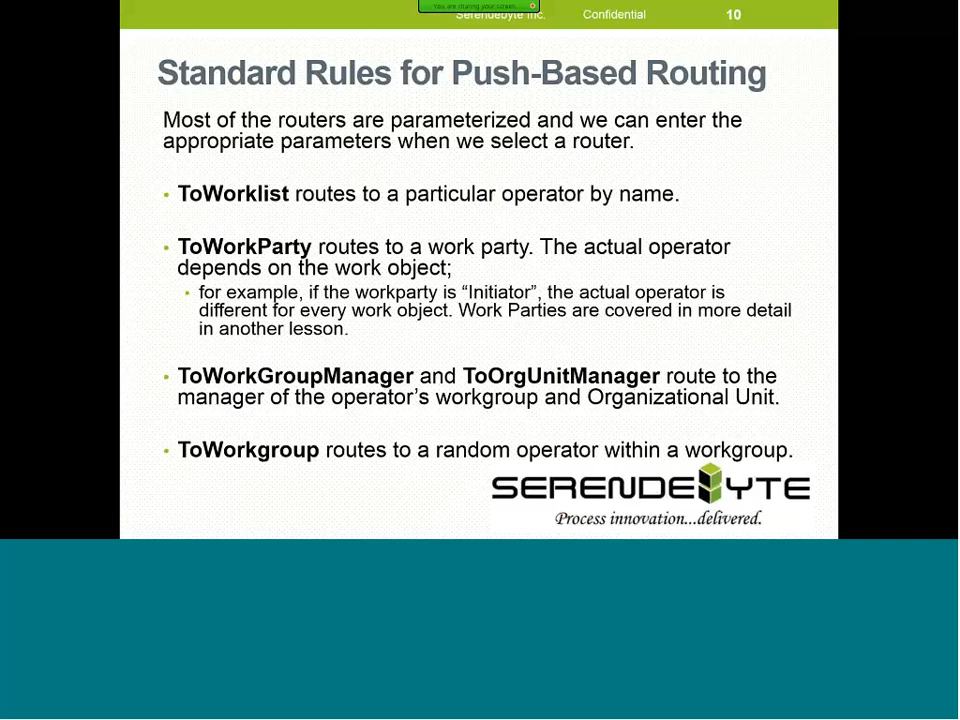 You are sharing your screen.
Serendebyte Inc. Confidential 10
Standard Rules for Push-Based Routing
Most of the routers are parameterized and we can enter the
appropriate parameters when we select a router.
• ToWorklist routes to a particular operator by name.
• ToWorkParty routes to a work party. The actual operator
depends on the work object;
• for example, if the workparty is “Initiator”, the actual operator is
different for every work object. Work Parties are covered in more detail
in another lesson.
• ToWorkGroupManager and ToOrgUnitManager route to the
manager of the operator’s workgroup and Organizational Unit.
• ToWorkgroup routes to a random operator within a workgroup.
SERENDEBYTE
Process innovation...delivered.